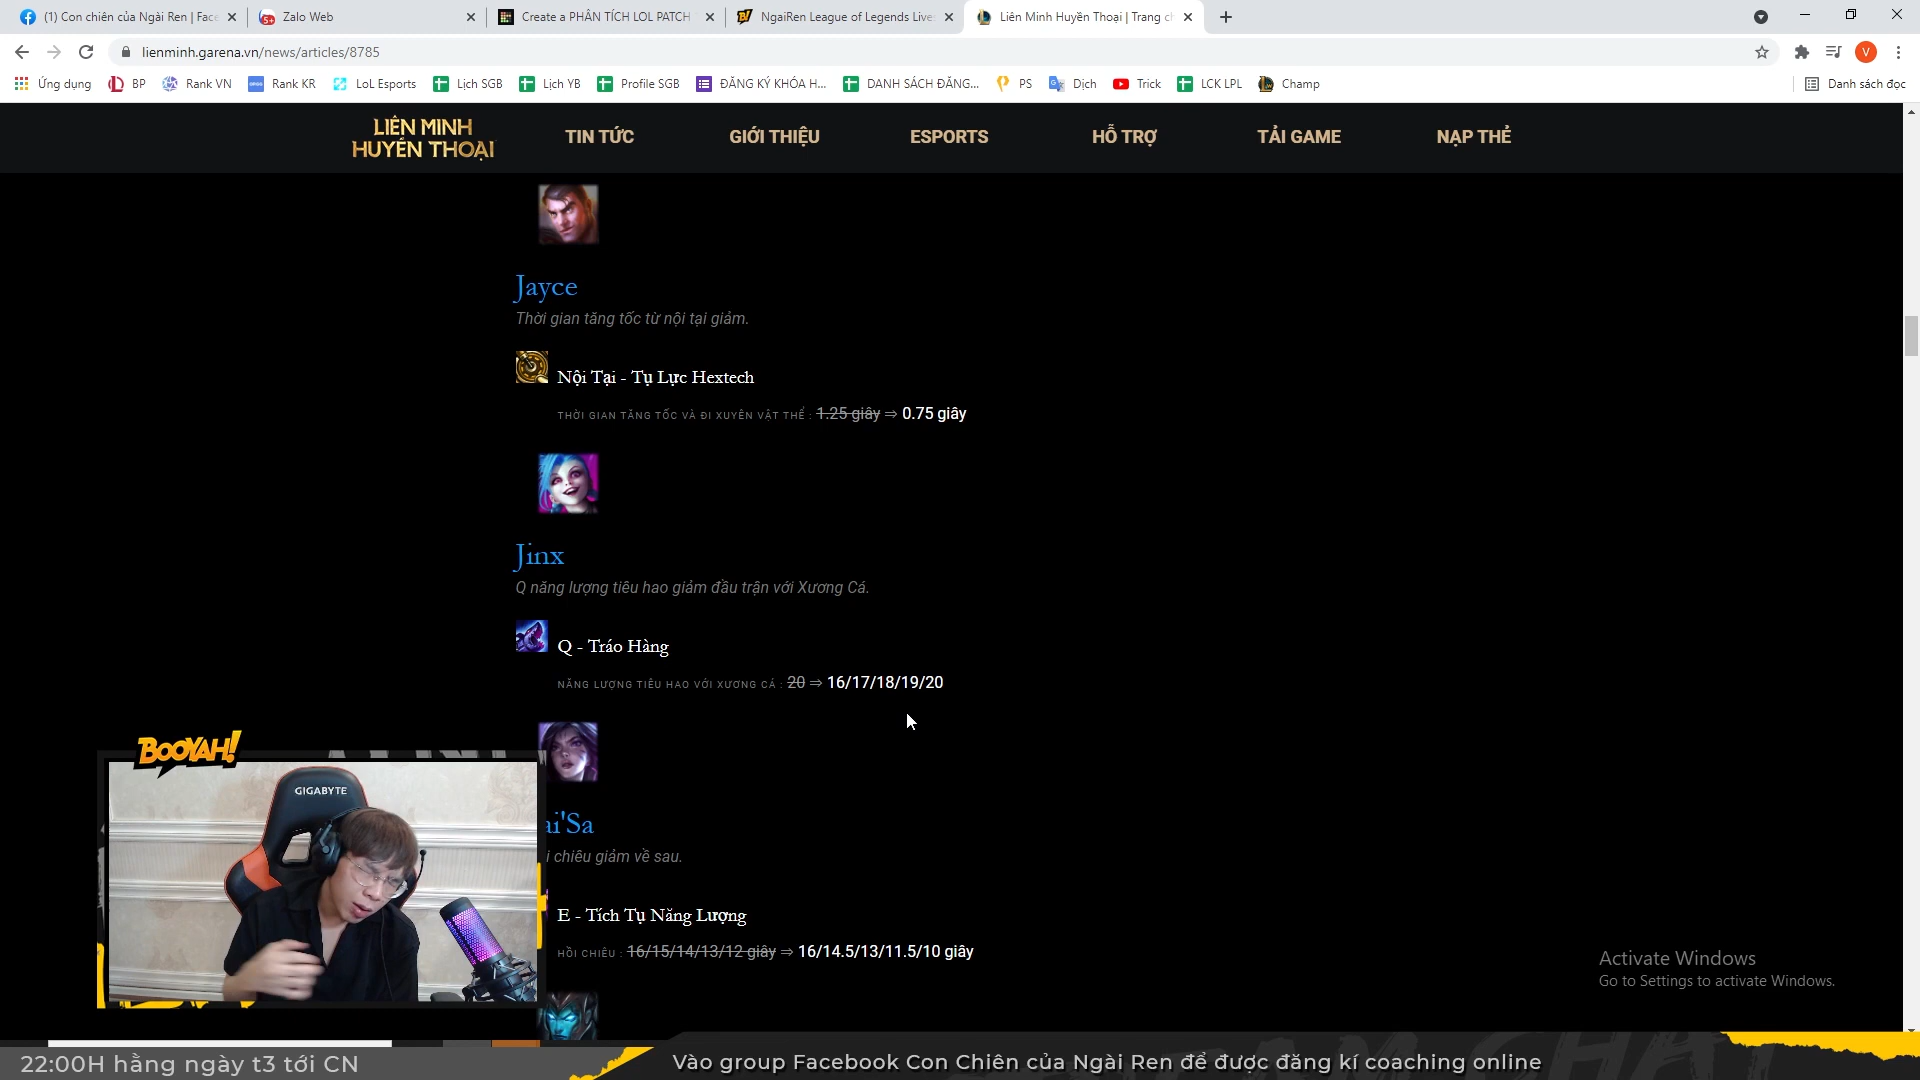 (1) Con chiên của Ngài Ren | Face
Zalo Web
Create a PHÂN TÍCH LOL PATCH
NgaiRen League of Legends Live
Liên Minh Huyền Thoại | Trang ch
lienminh.garena.vn/news/articles/8785
V
Ứng dụng
BP
Rank VN
Rank KR
LoL Esports
Lịch SGB
Lịch YB
Profile SGB
ĐĂNG KÝ KHÓA H...
DANH SÁCH ĐĂNG...
PS
Dịch
Trick
LCK LPL
Champ
Danh sách đọc
LIÊN MINH
HUYỀN THOẠI
TIN TỨC
GIỚI THIỆU
ESPORTS
HỖ TRỢ
TẢI GAME
NẠP THẺ
Jayce
Thời gian tăng tốc từ nội tại giảm.
Nội Tại - Tụ Lực Hextech
THỜI GIAN TĂNG TỐC VÀ ĐI XUYÊN VẬT THỂ : 1.25 giây ⇒ 0.75 giây
Jinx
Q năng lượng tiêu hao giảm đầu trận với Xương Cá.
Q - Tráo Hàng
NĂNG LƯỢNG TIÊU HAO VỚI XƯƠNG CÁ : 20 ⇒ 16/17/18/19/20
ai'Sa
i chiêu giảm về sau.
E - Tích Tụ Năng Lượng
HỒI CHIÊU : 16/15/14/13/12 giây ⇒ 16/14.5/13/11.5/10 giây
BOOYAH!
GIGABYTE
Activate Windows
Go to Settings to activate Windows.
22:00H hằng ngày t3 tới CN
Vào group Facebook Con Chiên của Ngài Ren để được đăng kí coaching online